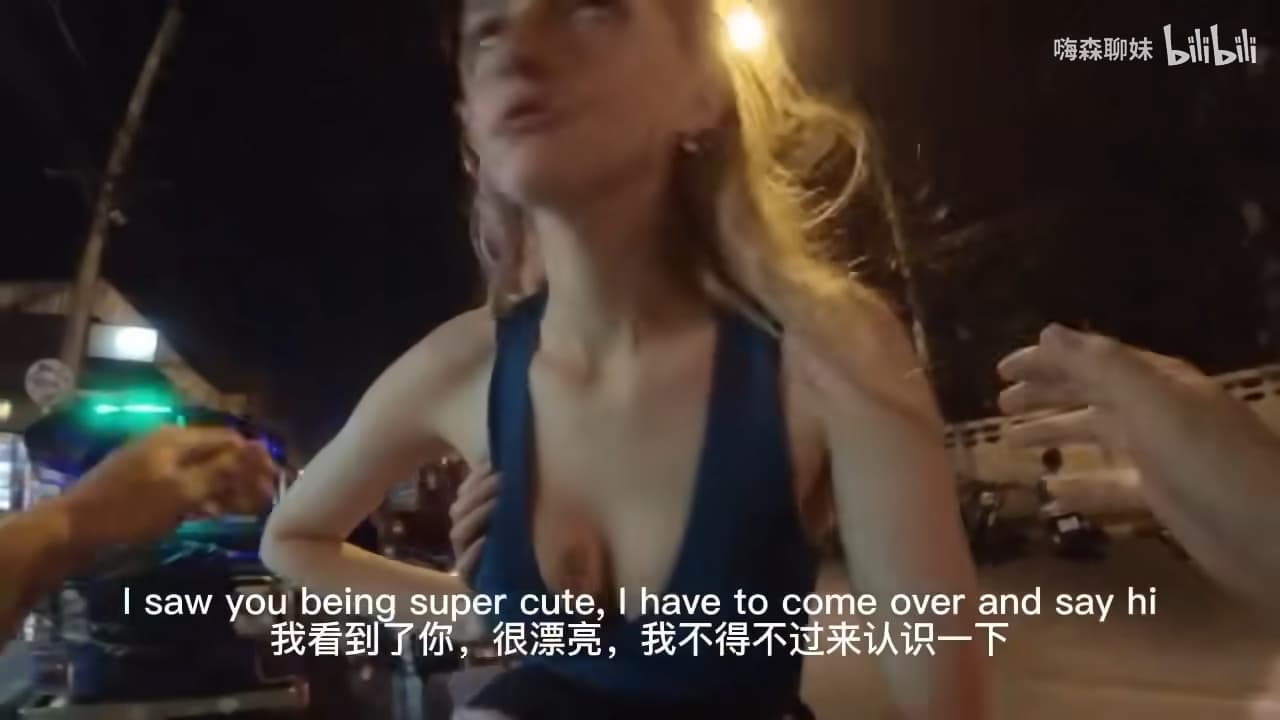 嗨森聊妹 bilibili
I saw you being super cute, I have to come over and say hi
我看到了你，很漂亮，我不得不过来认识一下